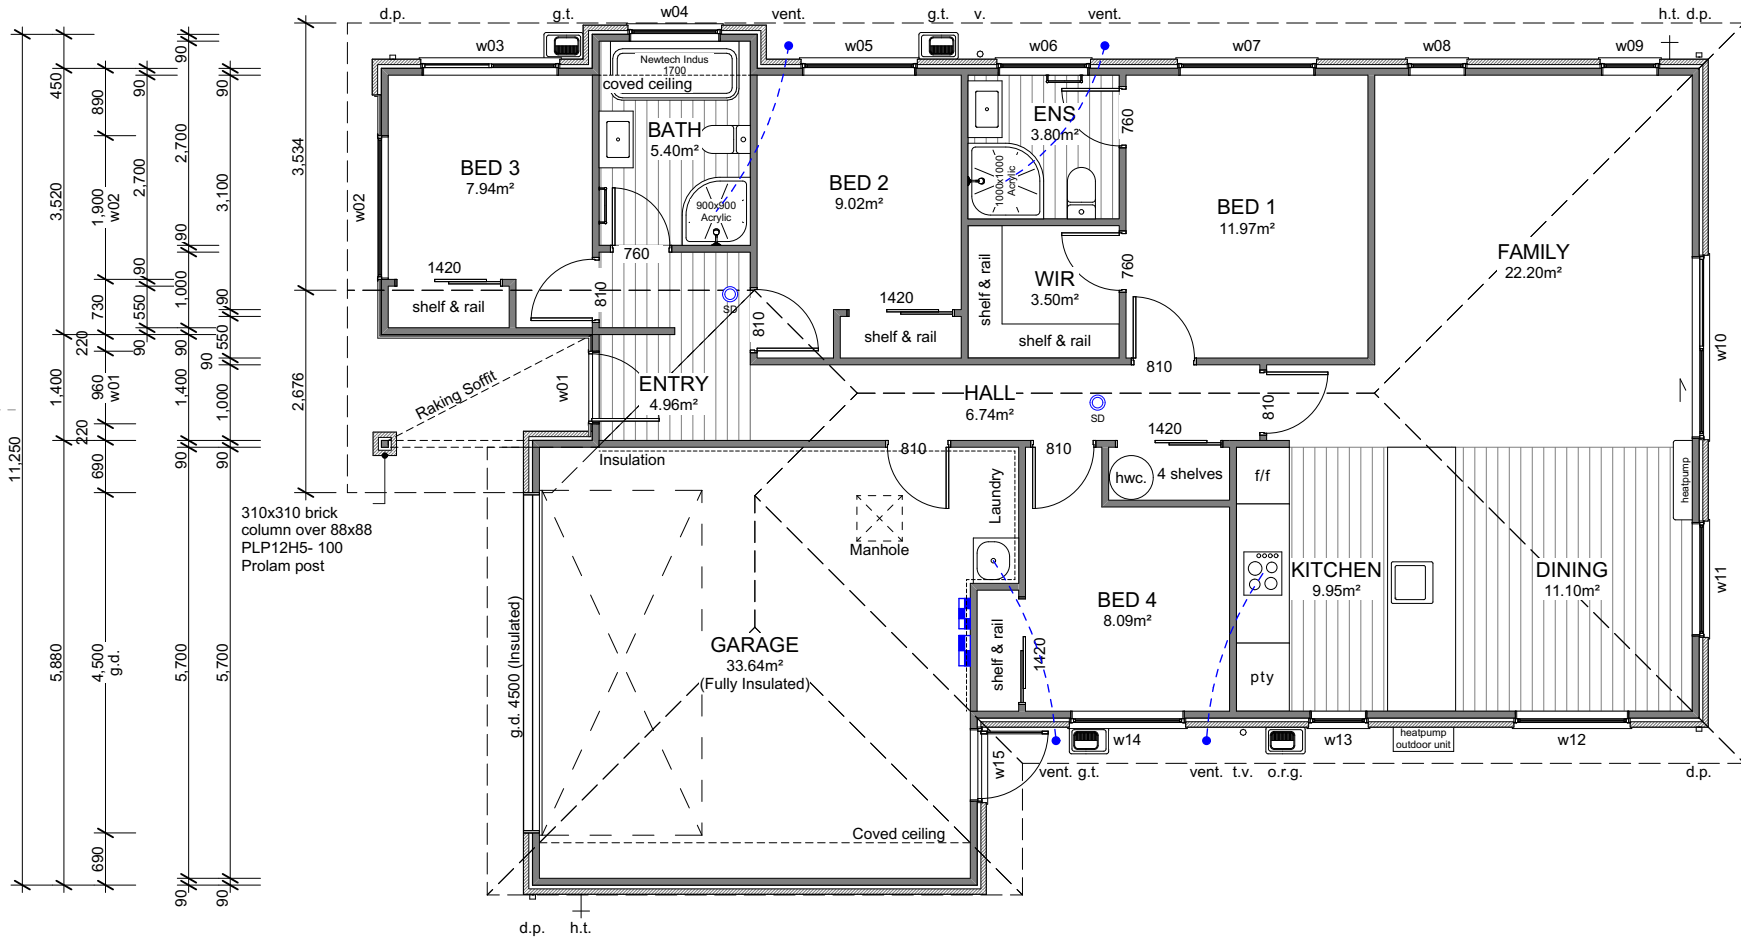 d.p.
g.t.
w04
vent.
g.t.
v.
vent.
h.t. d.p.
w03
w05
w06
w07
w08
w09
Newtech Indus
1700
coved ceiling
BATH
5.40m²
ENS
3.80m²
760
BED 3
7.94m²
BED 2
9.02m²
1000x1000
Acrylic
BED 1
11.97m²
900x900
Acrylic
w02
FAMILY
22.20m²
760
1420
shelf & rail
810
SD
810
1420
shelf & rail
shelf & rail
WIR
3.50m²
shelf & rail
760
w10
810
Raking Soffit
w01
ENTRY
4.96m²
HALL
6.74m²
SD
810
1420
810
810
Insulation
hwc.
4 shelves
f/f
Laundry
heatpump
310x310 brick
column over 88x88
PLP12H5- 100
Prolam post
Manhole
KITCHEN
9.95m²
DINING
11.10m²
w11
BED 4
8.09m²
g.d. 4500 (Insulated)
GARAGE
33.64m²
(Fully Insulated)
shelf & rail
1420
pty
w15
w14
w13
heatpump
outdoor unit
w12
vent. g.t.
vent. t.v. o.r.g.
d.p.
Coved ceiling
d.p.
h.t.
11,250
450
3,520
1,400
5,880
890
1,900
w02
730
220
960
w01
220
690
4,500
g.d.
690
90
2,700
90
550
90
90
2,700
90
1,000
90
1,400
90
5,700
90
90
3,100
90
550
90
1,000
90
5,700
90
3,534
2,676